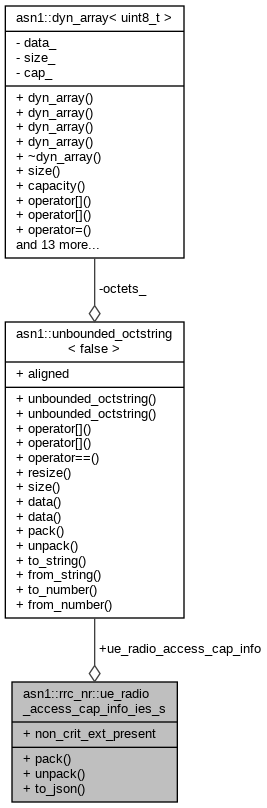 asn1::dyn_array< uint8_t >
- data_
- size_
- cap_
+ dyn_array()
+ dyn_array()
+ dyn_array()
+ dyn_array()
+ ~dyn_array()
+ size()
+ capacity()
+ operator[]()
+ operator[]()
+ operator=()
and 13 more...
-octets_
asn1::unbounded_octstring
< false >
+ aligned
+ unbounded_octstring()
+ unbounded_octstring()
+ operator[]()
+ operator[]()
+ operator==()
+ resize()
+ size()
+ data()
+ data()
+ pack()
+ unpack()
+ to_string()
+ from_string()
+ to_number()
+ from_number()
+ue_radio_access_cap_info
asn1::rrc_nr::ue_radio
_access_cap_info_ies_s
+ non_crit_ext_present
+ pack()
+ unpack()
+ to_json()